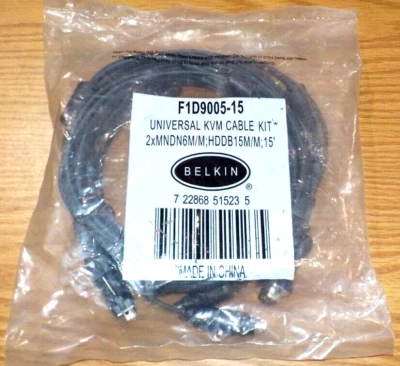 F1D9005-15
UNIVERSAL KVM CABLE KIT*
2xMNDN6M/M;HDDB15M/M;15'
BELKIN
®
7 22868 51523 5
MADE IN CHINA